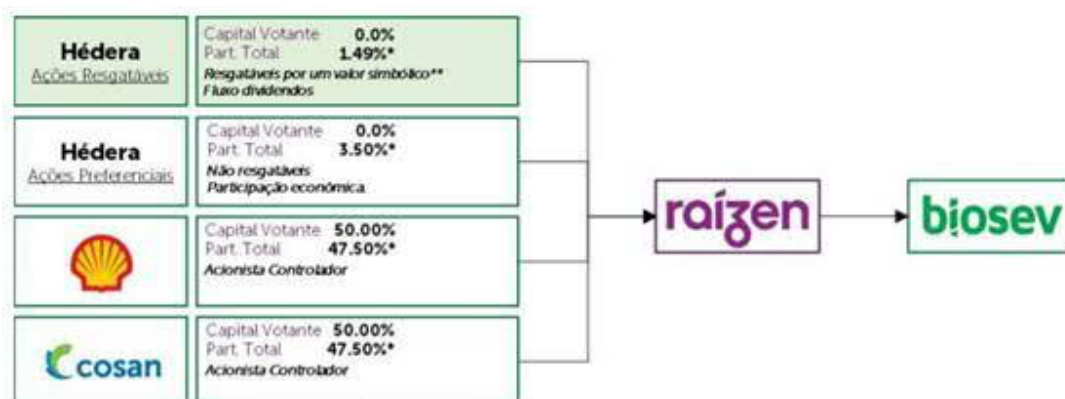 Hédera
Ações Resgatáveis
Capital Votante 0.0%
Part. Total 1.49%*
Resgatáveis por um valor simbólico**
Fluxo dividendos
Hédera
Ações Preferenciais
Capital Votante 0.0%
Part. Total 3.50%*
Não resgatáveis
Participação econômica
Capital Votante 50.00%
Part. Total 47.50%*
Acionista Controlador
cosan
Capital Votante 50.00%
Part. Total 47.50%*
Acionista Controlador
raízen
biosev